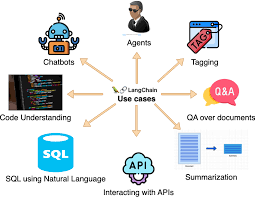 Agents
Chatbots
TAGS
Tagging
LangChain
Use cases
Q&A
Code Understanding
QA over documents
SQL
API
SQL using Natural Language
Interacting with APIs
Summarization